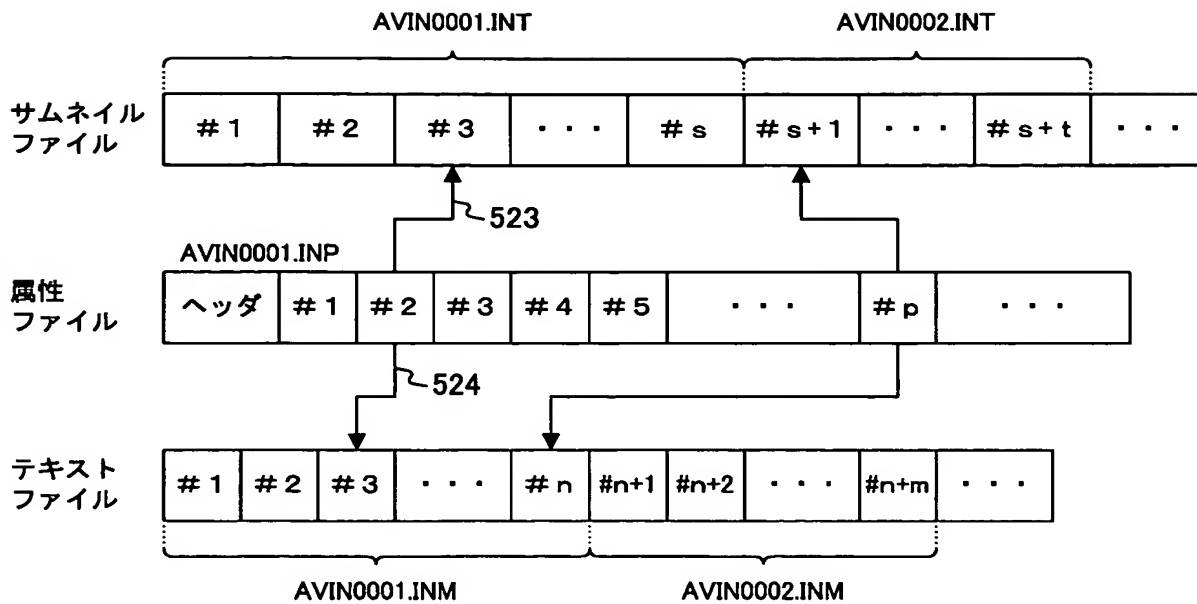 AVIN0001.INT AVIN0002.INT
サムネイル
ファイル
#1 #2 #3 ・・・ #s #s+1 ・・・ #s+t ・・・
523
AVIN0001.INP
属性
ファイル
ヘッダ #1 #2 #3 #4 #5 ・・・ #p ・・・
524
テキスト
ファイル
#1 #2 #3 ・・・ #n #n+1 #n+2 ・・・ #n+m ・・・
AVIN0001.INM AVIN0002.INM